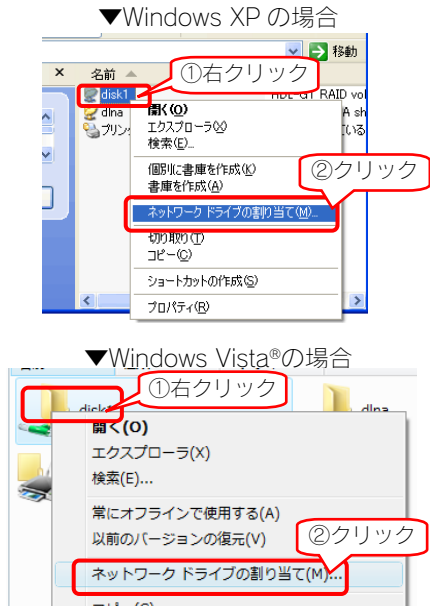 ▼Windows XP の場合
移動
× 名前
①右クリック
disk1
HDL-GT RAID vol
dlna
開く(O)
エクスプローラ(X)
検索(E)...
個別に書庫を作成(K)
書庫を作成(A)
②クリック
ネットワーク ドライブの割り当て(M)...
切り取り(T)
コピー(C)
ショートカットの作成(S)
プロパティ(R)
▼Windows Vista®の場合
①右クリック
disk1
dlna
開く(O)
エクスプローラ(X)
検索(E)...
常にオフラインで使用する(A)
以前のバージョンの復元(V)
②クリック
ネットワーク ドライブの割り当て(M)...